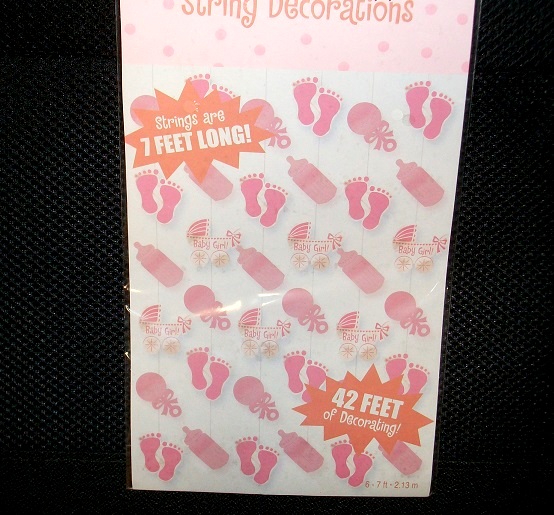 String Decorations
Strings are
7 FEET LONG!
Baby Girl!
Baby Girl!
Baby Girl!
Baby Girl!
Baby Girl!
Baby Girl!
42 FEET
of Decorating!
6 - 7 ft • 2.13 m